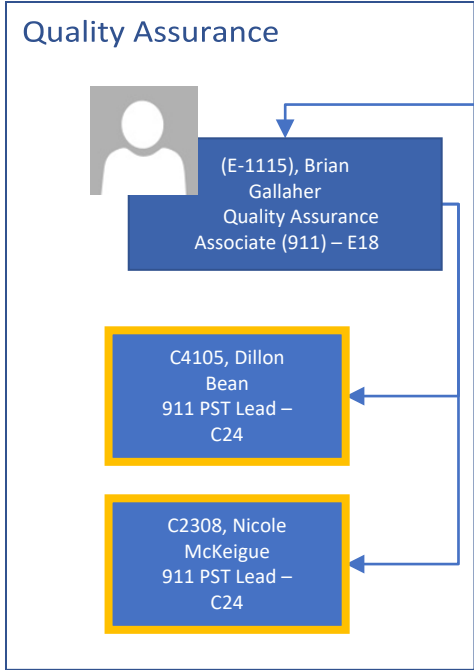 Quality Assurance
(E-1115), Brian
Gallaher
Quality Assurance
Associate (911) – E18
C4105, Dillon
Bean
911 PST Lead –
C24
C2308, Nicole
McKeigue
911 PST Lead –
C24